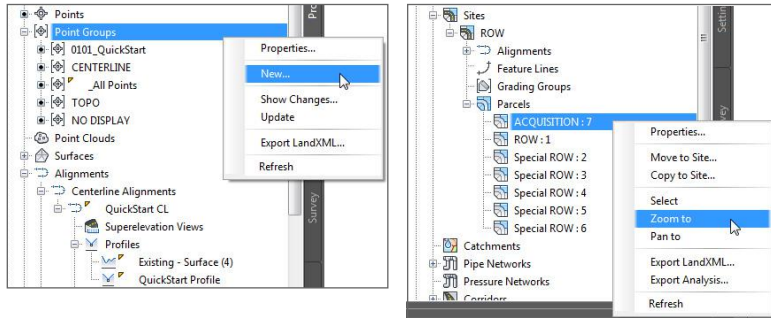 Points
Point Groups
0101_QuickStart
CENTERLINE
_All Points
TOPO
NO DISPLAY
Point Clouds
Surfaces
Alignments
Centerline Alignments
QuickStart CL
Superelevation Views
Profiles
Existing - Surface (4)
QuickStart Profile
Properties...
New...
Show Changes...
Update
Export LandXML...
Refresh
Survey
Sites
ROW
Alignments
Feature Lines
Grading Groups
Parcels
ACQUISITION : 7
ROW : 1
Special ROW : 2
Special ROW : 3
Special ROW : 4
Special ROW : 5
Special ROW : 6
Catchments
Pipe Networks
Pressure Networks
Corridors
Properties...
Move to Site...
Copy to Site...
Select
Zoom to
Pan to
Export LandXML...
Export Analysis...
Refresh